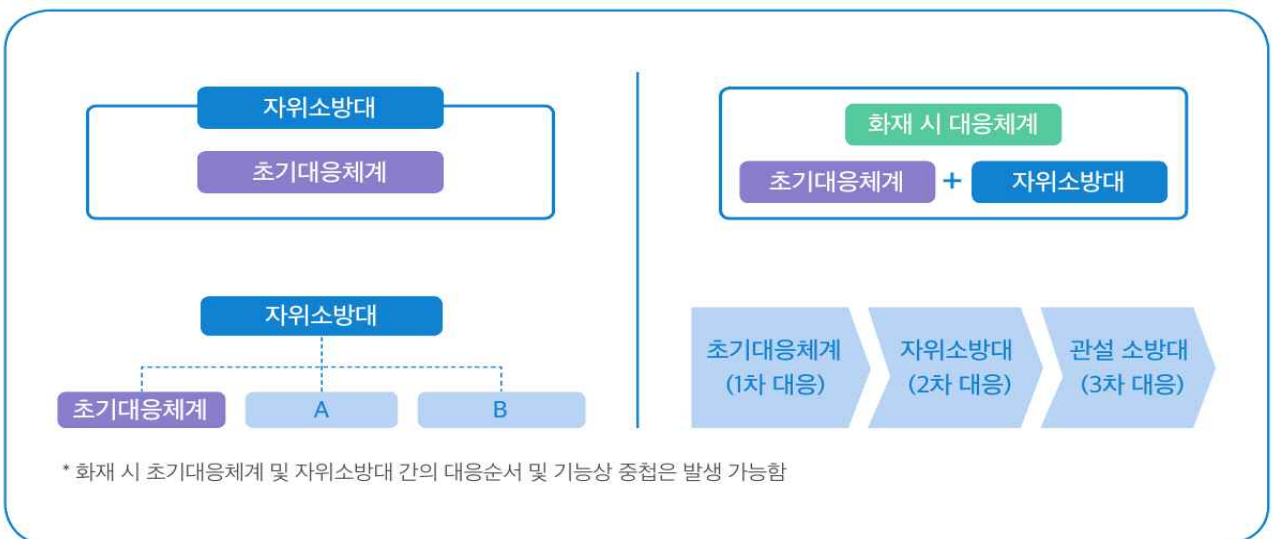 자위소방대
초기대응체계
자위소방대
초기대응체계
A
B
화재 시 대응체계
초기대응체계 + 자위소방대
초기대응체계
(1차 대응)
자위소방대
(2차 대응)
관설 소방대
(3차 대응)
* 화재 시 초기대응체계 및 자위소방대 간의 대응순서 및 기능상 중첩은 발생 가능함